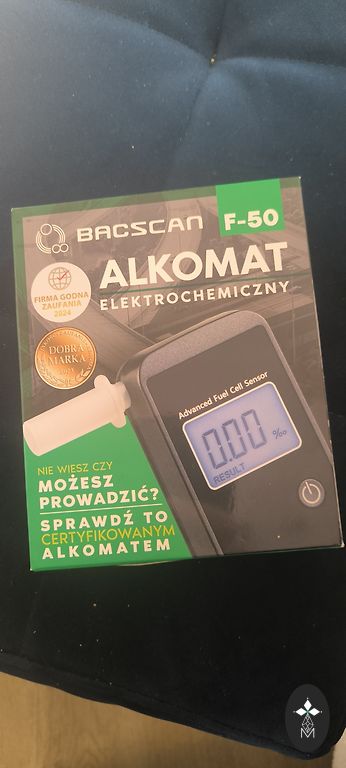 BACSCAN
F-50
ALKOMAT
ELEKTROCHEMICZNY
FIRMA GODNA
ZAUFANIA
2024
DOBRA
MARKA
Advanced Fuel Cell Sensor
0.00 ‰
RESULT
NIE WIESZ CZY
MOŻESZ
PROWADZIĆ?
SPRAWDŹ TO
CERTYFIKOWANYM
ALKOMATEM
M